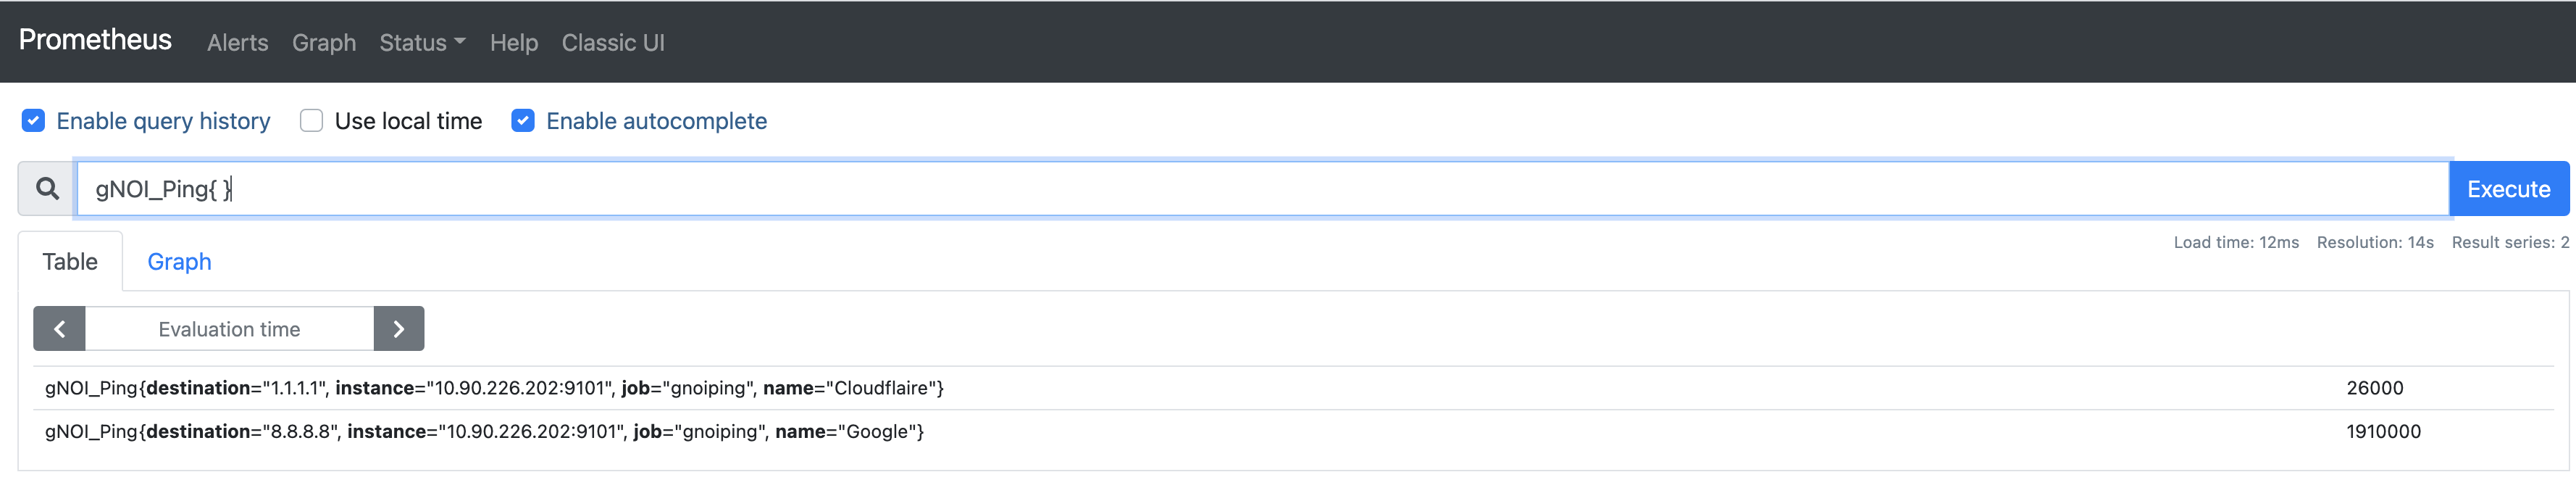 Prometheus Alerts Graph Status Help Classic UI
Enable query history Use local time Enable autocomplete
gNOI_Ping{ } Execute
Table Graph Load time: 12ms Resolution: 14s Result series: 2
Evaluation time
gNOI_Ping{destination="1.1.1.1", instance="10.90.226.202:9101", job="gnoiping", name="Cloudflaire"} 26000
gNOI_Ping{destination="8.8.8.8", instance="10.90.226.202:9101", job="gnoiping", name="Google"} 1910000